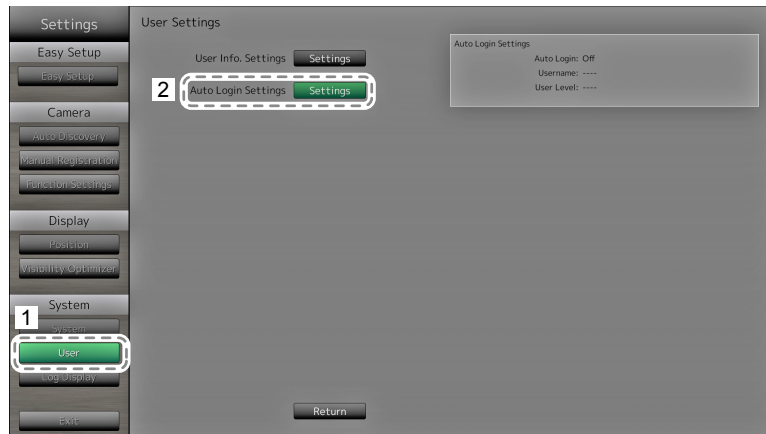 Settings
Easy Setup
Easy Setup
Camera
Auto Discovery
Manual Registration
Function Settings
Display
Position
Visibility Optimizer
System
1
System
User
Log Display
Exit
User Settings
User Info. Settings Settings
2 Auto Login Settings Settings
Auto Login Settings
Auto Login: Off
Username: ----
User Level: ----
Return